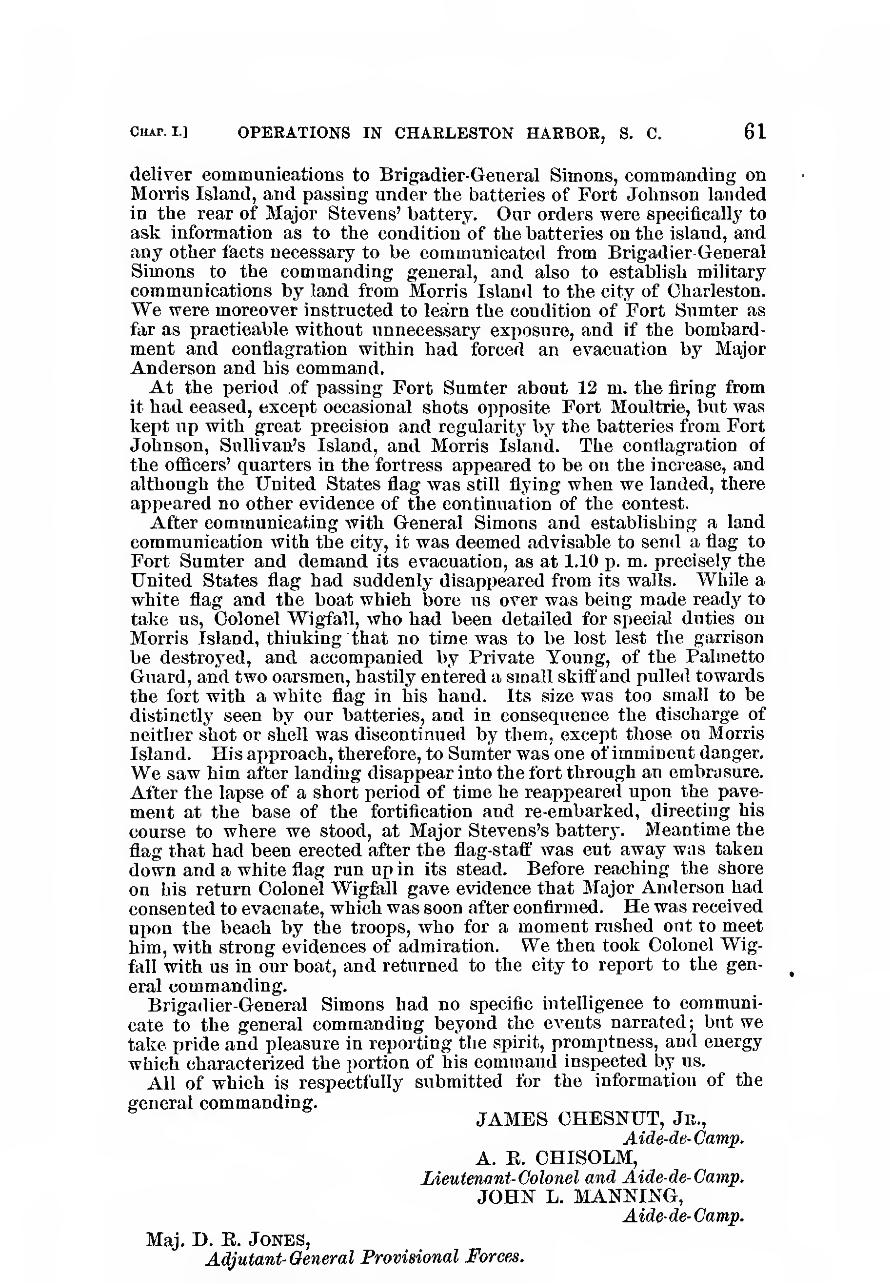 CHAP. I.] OPERATIONS IN CHARLESTON HARBOR, S. C. 61
deliver communications to Brigadier-General Simons, commanding on
Morris Island, and passing under the batteries of Fort Johnson landed
in the rear of Major Stevens' battery. Our orders were specifically to
ask information as to the condition of the batteries on the island, and
any other facts necessary to be communicated from Brigadier-General
Simons to the commanding general, and also to establish military
communications by land from Morris Island to the city of Charleston.
We were moreover instructed to learn the condition of Fort Sumter as
far as practicable without unnecessary exposure, and if the bombard-
ment and conflagration within had forced an evacuation by Major
Anderson and his command.
At the period of passing Fort Sumter about 12 m. the firing from
it had ceased, except occasional shots opposite Fort Moultrie, but was
kept up with great precision and regularity by the batteries from Fort
Johnson, Sullivan's Island, and Morris Island. The conflagration of
the officers' quarters in the fortress appeared to be on the increase, and
although the United States flag was still flying when we landed, there
appeared no other evidence of the continuation of the contest.
After communicating with General Simons and establishing a land
communication with the city, it was deemed advisable to send a flag to
Fort Sumter and demand its evacuation, as at 1.10 p. m. precisely the
United States flag had suddenly disappeared from its walls. While a
white flag and the boat which bore us over was being made ready to
take us, Colonel Wigfall, who had been detailed for special duties on
Morris Island, thinking that no time was to be lost lest the garrison
be destroyed, and accompanied by Private Young, of the Palmetto
Guard, and two oarsmen, hastily entered a small skiff and pulled towards
the fort with a white flag in his hand. Its size was too small to be
distinctly seen by our batteries, and in consequence the discharge of
neither shot or shell was discontinued by them, except those on Morris
Island. His approach, therefore, to Sumter was one of imminent danger.
We saw him after landing disappear into the fort through an embrasure.
After the lapse of a short period of time he reappeared upon the pave-
ment at the base of the fortification and re-embarked, directing his
course to where we stood, at Major Stevens's battery. Meantime the
flag that had been erected after the flag-staff was cut away was taken
down and a white flag run up in its stead. Before reaching the shore
on his return Colonel Wigfall gave evidence that Major Anderson had
consented to evacuate, which was soon after confirmed. He was received
upon the beach by the troops, who for a moment rushed out to meet
him, with strong evidences of admiration. We then took Colonel Wig-
fall with us in our boat, and returned to the city to report to the gen-
eral commanding.
Brigadier-General Simons had no specific intelligence to communi-
cate to the general commanding beyond the events narrated; but we
take pride and pleasure in reporting the spirit, promptness, and energy
which characterized the portion of his command inspected by us.
All of which is respectfully submitted for the information of the
general commanding.
JAMES CHESNUT, JR.,
Aide-de-Camp.
A. R. CHISOLM,
Lieutenant-Colonel and Aide-de-Camp.
JOHN L. MANNING,
Aide-de-Camp.
Maj. D. R. JONES,
Adjutant-General Provisional Forces.